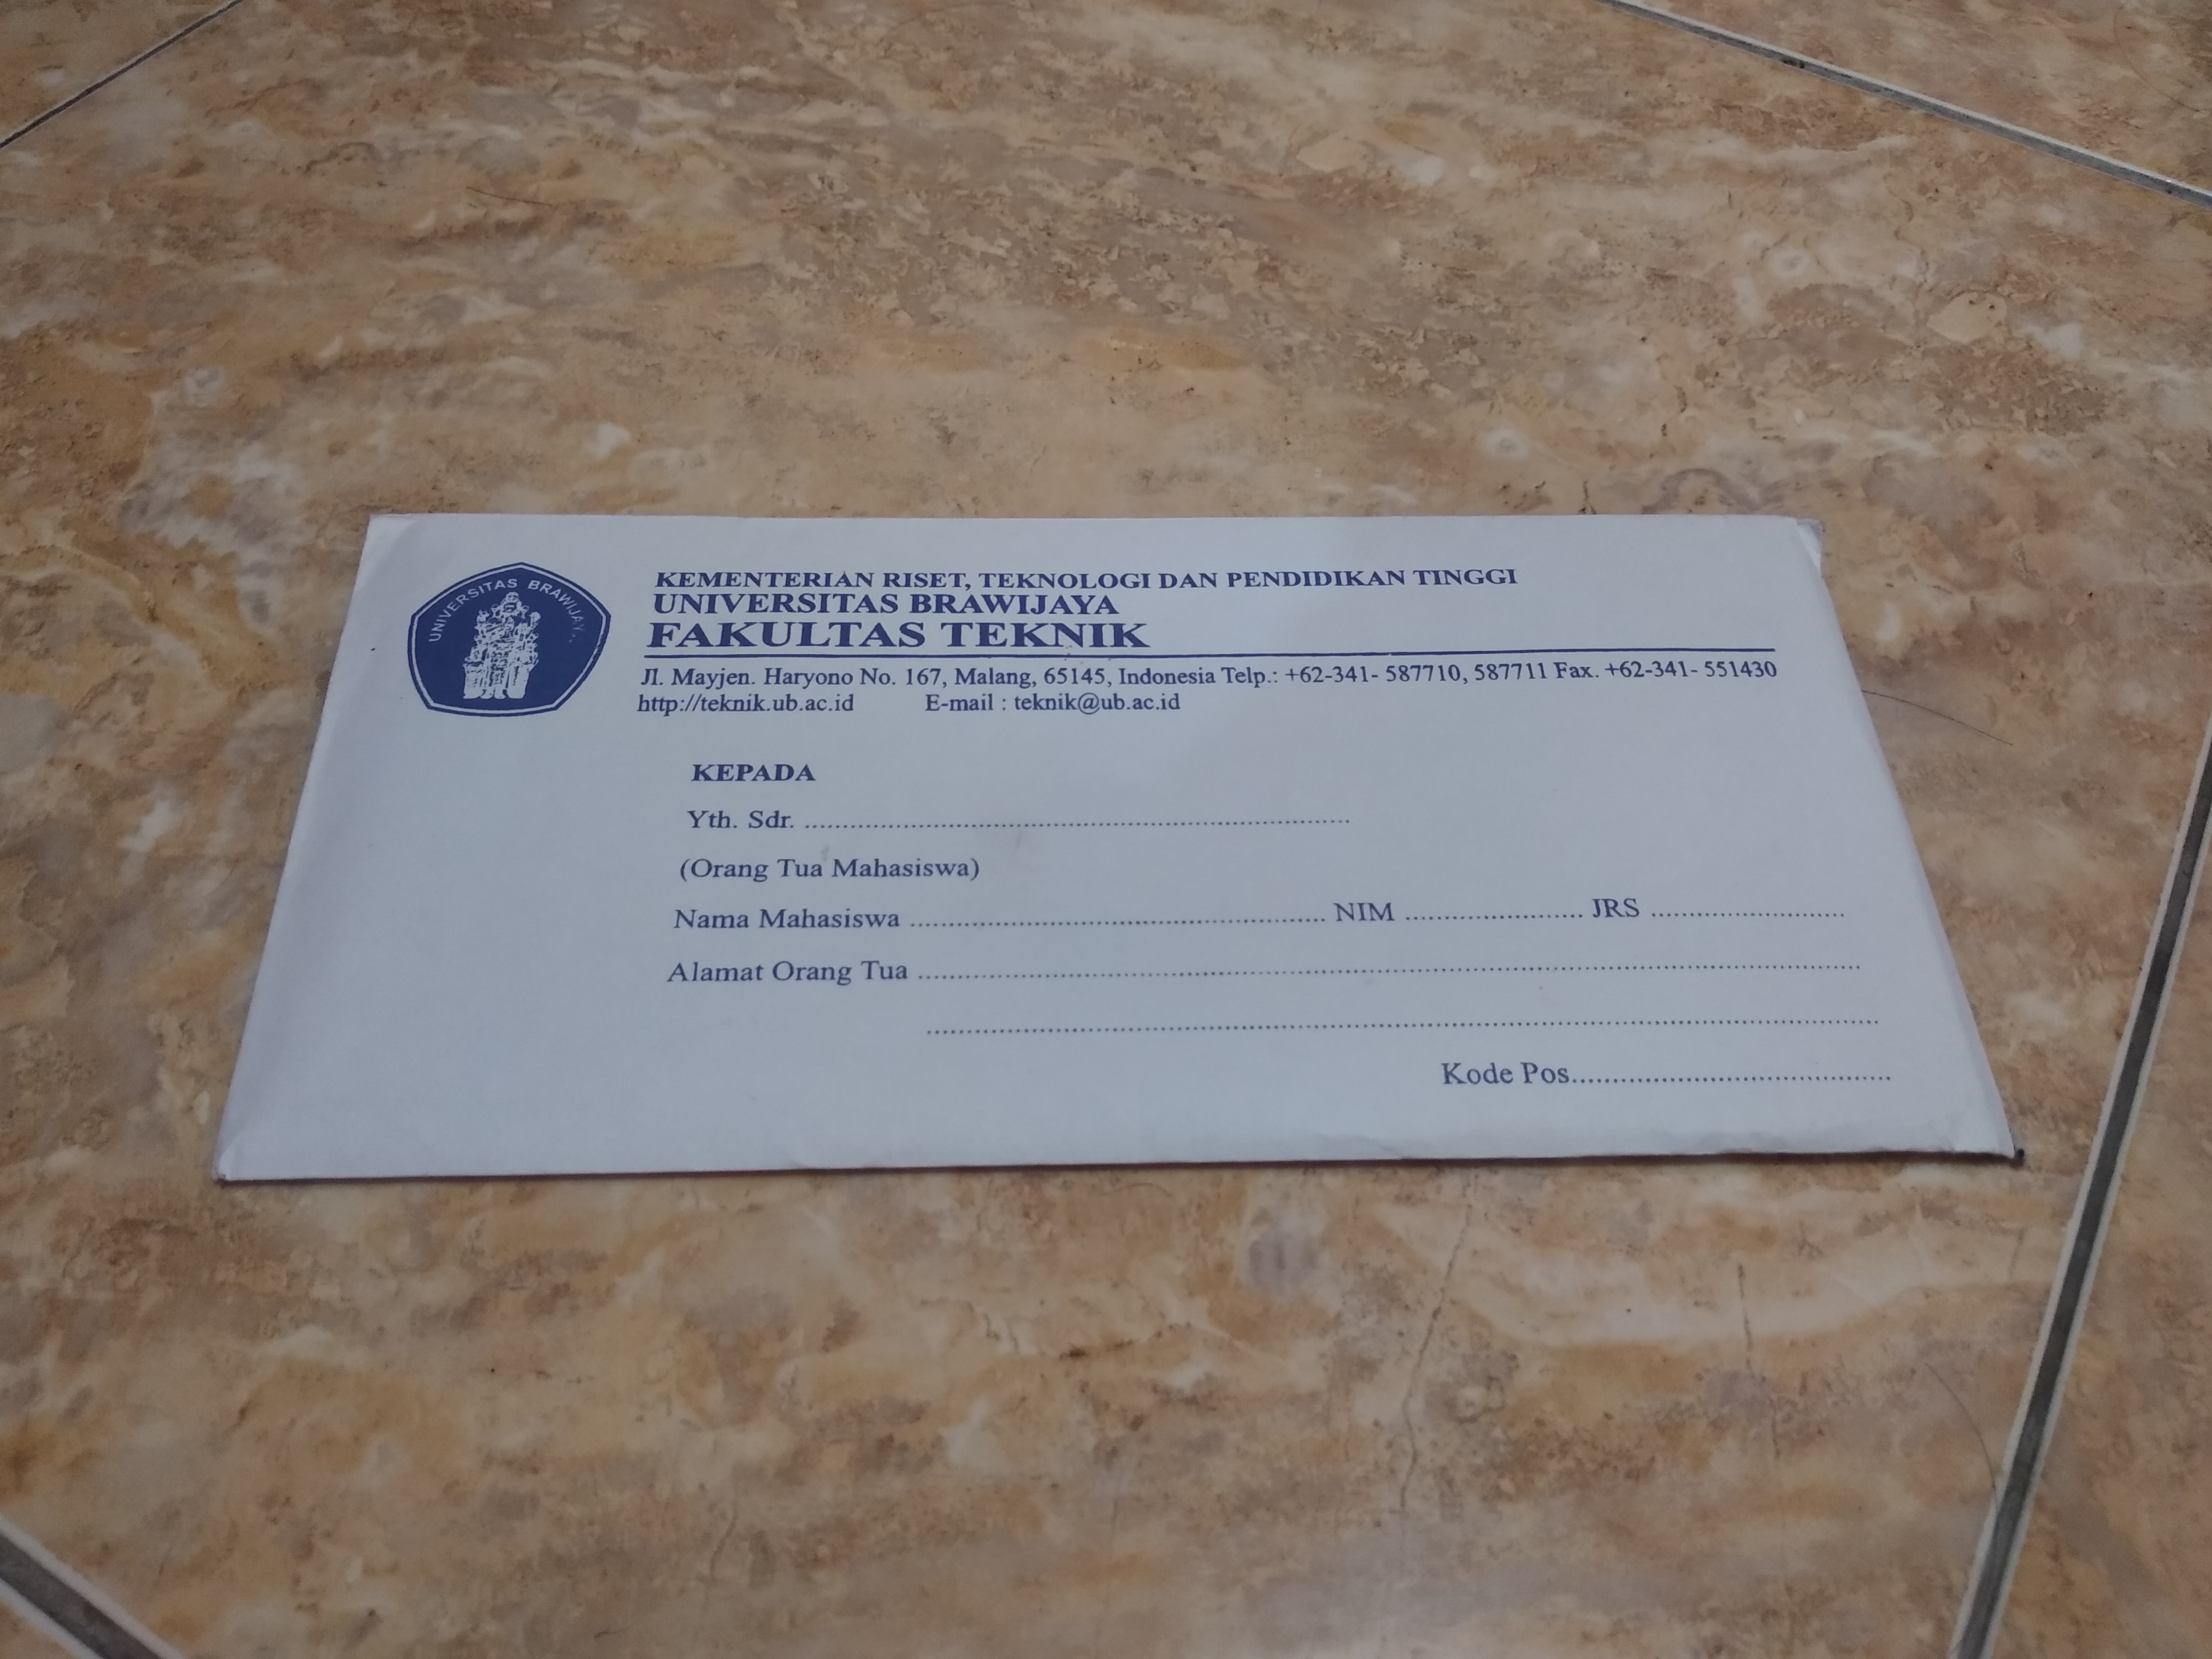 UNIVERSITAS BRAWIJAYA
KEMENTERIAN RISET, TEKNOLOGI DAN PENDIDIKAN TINGGI
UNIVERSITAS BRAWIJAYA
FAKULTAS TEKNIK
Jl. Mayjen. Haryono No. 167, Malang, 65145, Indonesia Telp.: +62-341- 587710, 587711 Fax. +62-341- 551430
http://teknik.ub.ac.id E-mail : teknik@ub.ac.id
KEPADA
Yth. Sdr. ..........
(Orang Tua Mahasiswa)
Nama Mahasiswa .......... NIM .......... JRS ..........
Alamat Orang Tua ..........
..........
Kode Pos..........